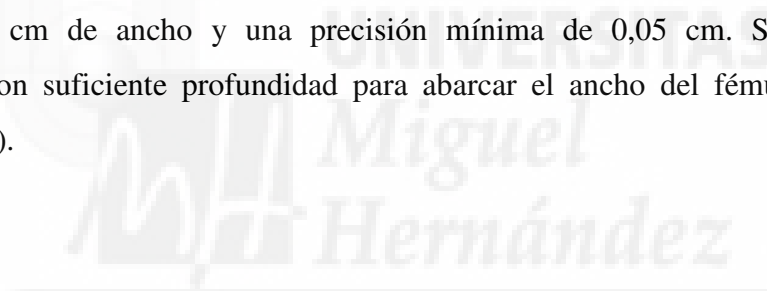 cm de ancho y una precisión mínima de 0,05 cm. S
on suficiente profundidad para abarcar el ancho del fému
).
UNIVERSITAS
Miguel
Hernández